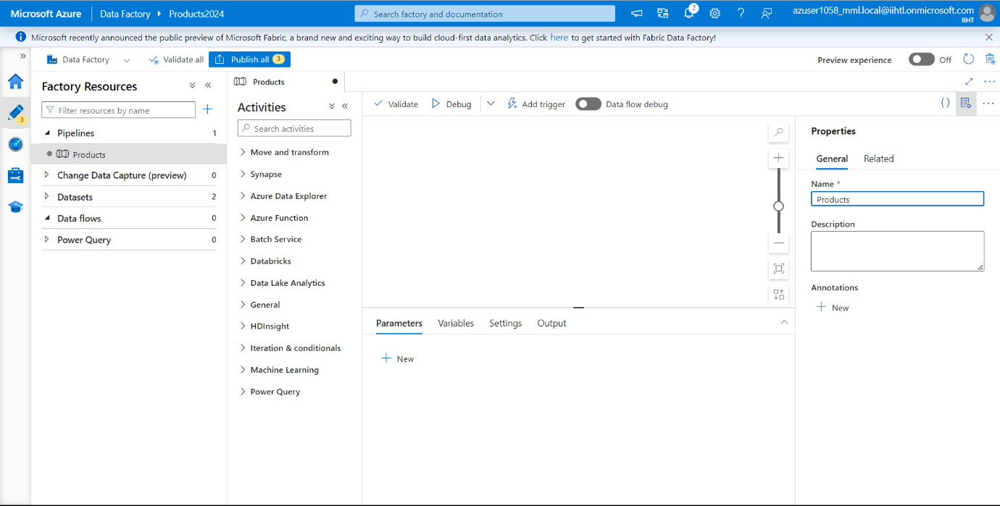 Microsoft Azure
Data Factory
Products2024
Search factory and documentation
2
azuser1058_mml.local@iihtl.onmicrosoft.com
IIHT
Microsoft recently announced the public preview of Microsoft Fabric, a brand new and exciting way to build cloud-first data analytics. Click here to get started with Fabric Data Factory!
Data Factory
Validate all
Publish all 3
Preview experience
Off
3
Factory Resources
Filter resources by name
Pipelines 1
Products
Change Data Capture (preview) 0
Datasets 2
Data flows 0
Power Query 0
Products
Activities
Search activities
Move and transform
Synapse
Azure Data Explorer
Azure Function
Batch Service
Databricks
Data Lake Analytics
General
HDInsight
Iteration & conditionals
Machine Learning
Power Query
Validate
Debug
Add trigger
Data flow debug
{}
Parameters
Variables
Settings
Output
New
Properties
General
Related
Name *
Products
Description
Annotations
New